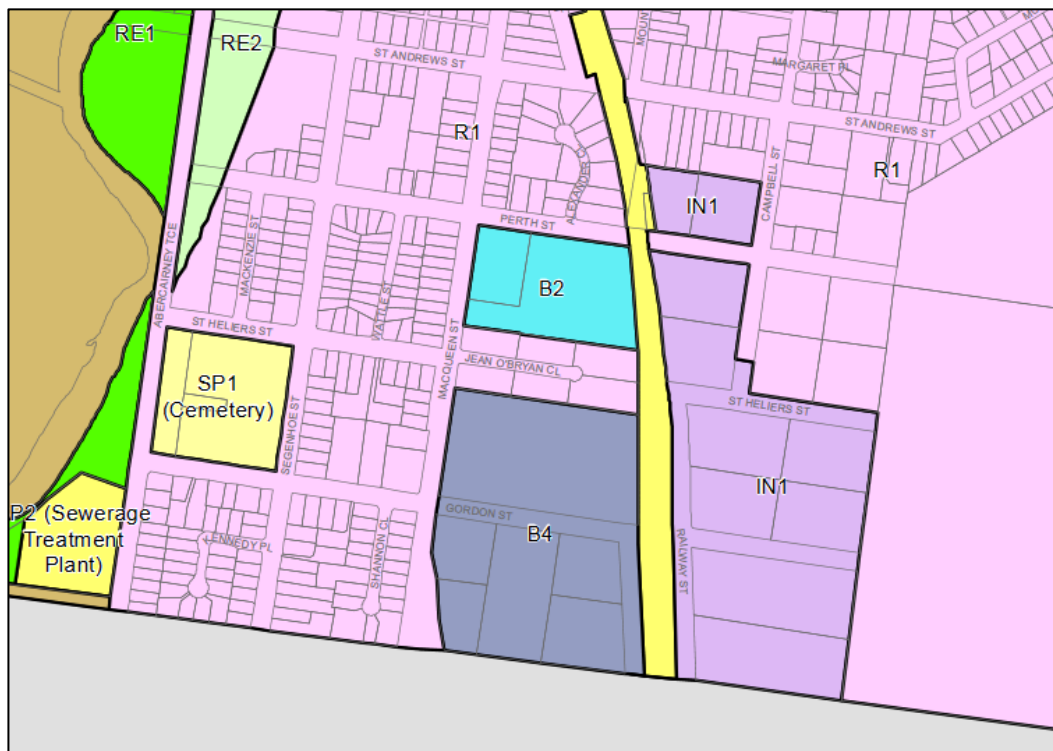 RE1
RE2
MOUN
MOU
ST ANDREWS ST
MARGARET PL
ST ANDREWS ST
R1
R1
ALEXANDER CL
CAMPBELL ST
IN1
PERTH ST
MACKENZIE ST
ABERCAIRNEY TCE
WATTLE ST
B2
ST HELIERS ST
MACQUEEN ST
JEAN O'BRYAN CL
SP1
(Cemetery)
SEGENHOE ST
ST HELIERS ST
IN1
P2 (Sewerage
Treatment
Plant)
GORDON ST
B4
LENNEDY PL
SHANNON CL
RAILWAY ST